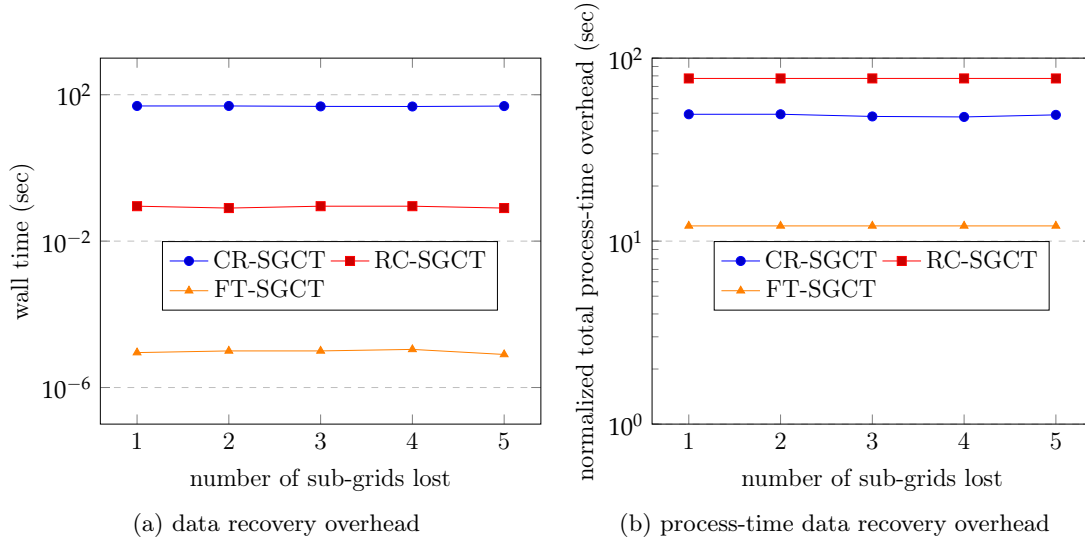 wall time (sec)
10^2
10^−2
10^−6
CR-SGCT RC-SGCT
FT-SGCT
1 2 3 4 5
number of sub-grids lost
(a) data recovery overhead
normalized total process-time overhead (sec)
10^2
10^1
10^0
CR-SGCT RC-SGCT
FT-SGCT
1 2 3 4 5
number of sub-grids lost
(b) process-time data recovery overhead